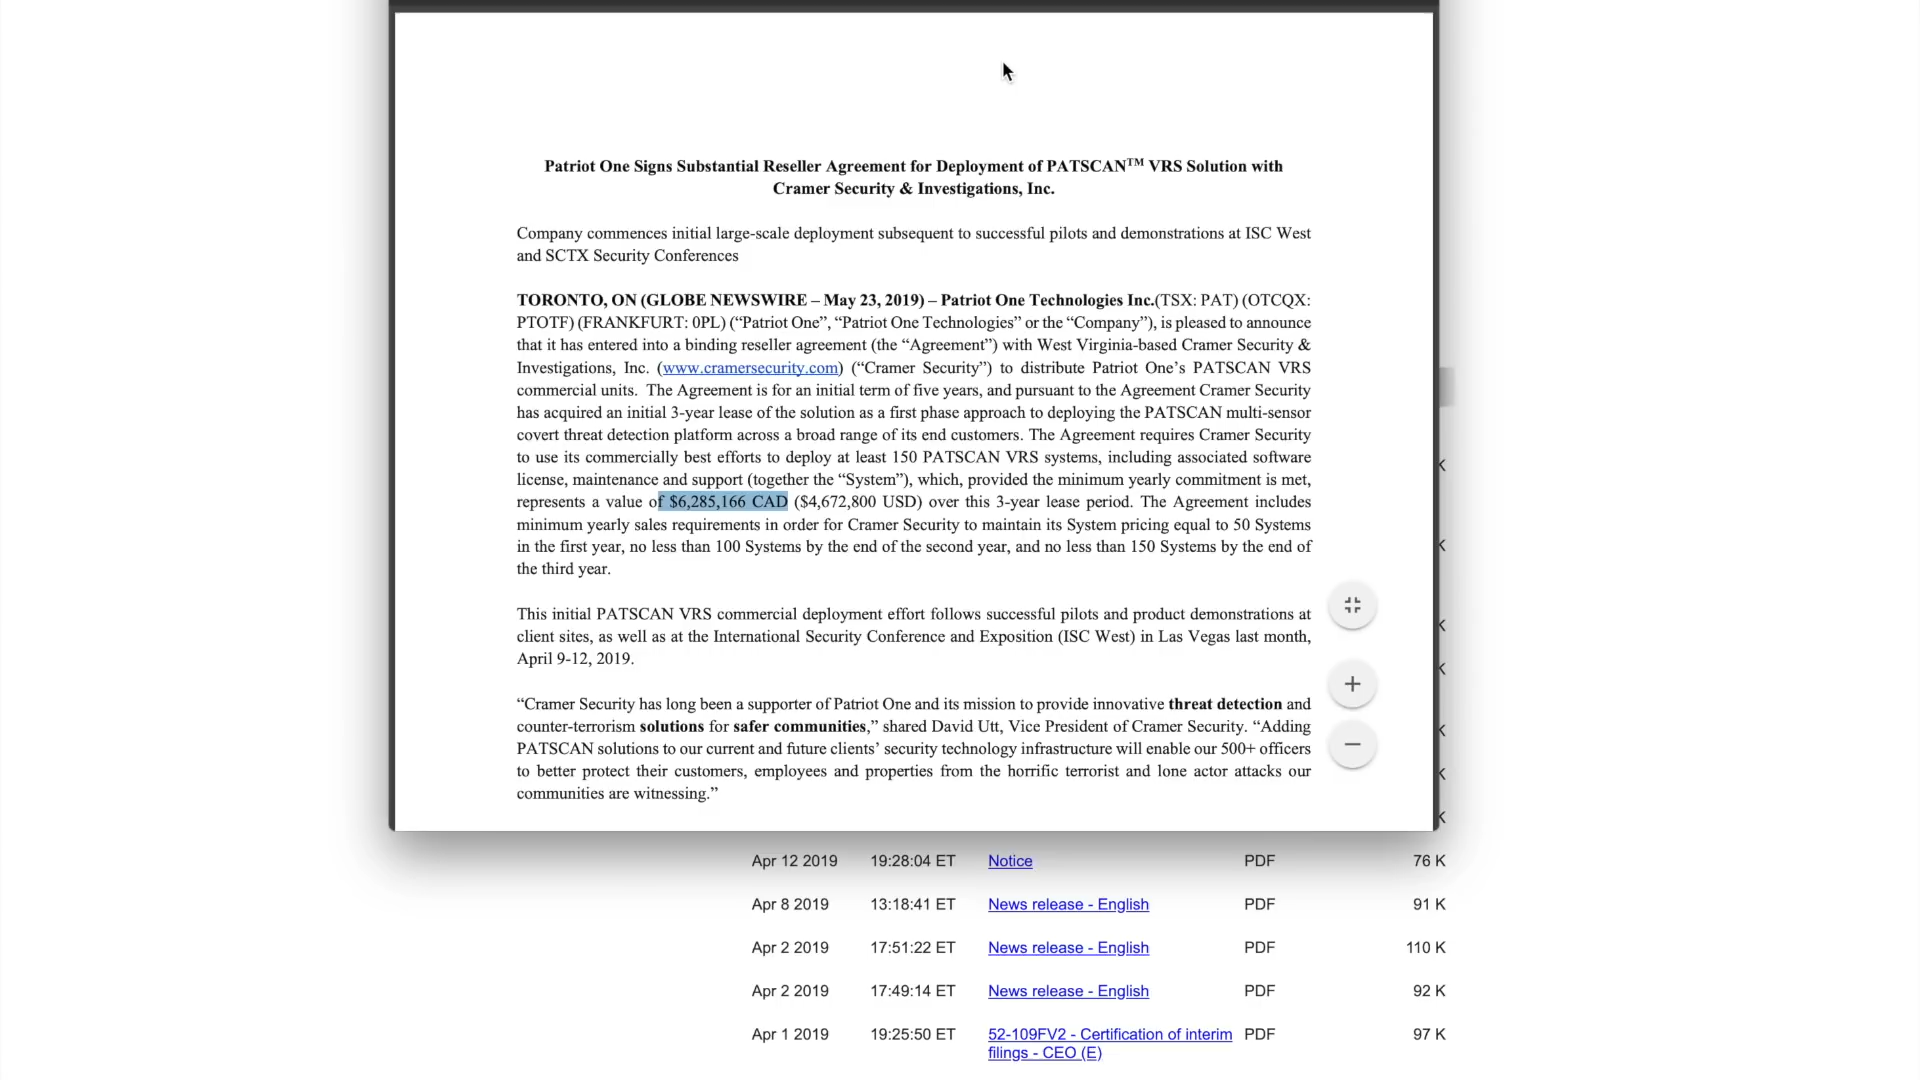 Patriot One Signs Substantial Reseller Agreement for Deployment of PATSCAN™ VRS Solution with
Cramer Security & Investigations, Inc.
Company commences initial large-scale deployment subsequent to successful pilots and demonstrations at ISC West
and SCTX Security Conferences
TORONTO, ON (GLOBE NEWSWIRE – May 23, 2019) – Patriot One Technologies Inc.(TSX: PAT) (OTCQX:
PTOTF) (FRANKFURT: 0PL) (“Patriot One”, “Patriot One Technologies” or the “Company”), is pleased to announce
that it has entered into a binding reseller agreement (the “Agreement”) with West Virginia-based Cramer Security &
Investigations, Inc. (www.cramersecurity.com) (“Cramer Security”) to distribute Patriot One’s PATSCAN VRS
commercial units. The Agreement is for an initial term of five years, and pursuant to the Agreement Cramer Security
has acquired an initial 3-year lease of the solution as a first phase approach to deploying the PATSCAN multi-sensor
covert threat detection platform across a broad range of its end customers. The Agreement requires Cramer Security
to use its commercially best efforts to deploy at least 150 PATSCAN VRS systems, including associated software
license, maintenance and support (together the “System”), which, provided the minimum yearly commitment is met,
represents a value of $6,285,166 CAD ($4,672,800 USD) over this 3-year lease period. The Agreement includes
minimum yearly sales requirements in order for Cramer Security to maintain its System pricing equal to 50 Systems
in the first year, no less than 100 Systems by the end of the second year, and no less than 150 Systems by the end of
the third year.
This initial PATSCAN VRS commercial deployment effort follows successful pilots and product demonstrations at
client sites, as well as at the International Security Conference and Exposition (ISC West) in Las Vegas last month,
April 9-12, 2019.
“Cramer Security has long been a supporter of Patriot One and its mission to provide innovative threat detection and
counter-terrorism solutions for safer communities,” shared David Utt, Vice President of Cramer Security. “Adding
PATSCAN solutions to our current and future clients’ security technology infrastructure will enable our 500+ officers
to better protect their customers, employees and properties from the horrific terrorist and lone actor attacks our
communities are witnessing.”
Apr 12 2019 19:28:04 ET Notice PDF 76 K
Apr 8 2019 13:18:41 ET News release - English PDF 91 K
Apr 2 2019 17:51:22 ET News release - English PDF 110 K
Apr 2 2019 17:49:14 ET News release - English PDF 92 K
Apr 1 2019 19:25:50 ET 52-109FV2 - Certification of interim PDF 97 K
filings - CEO (E)